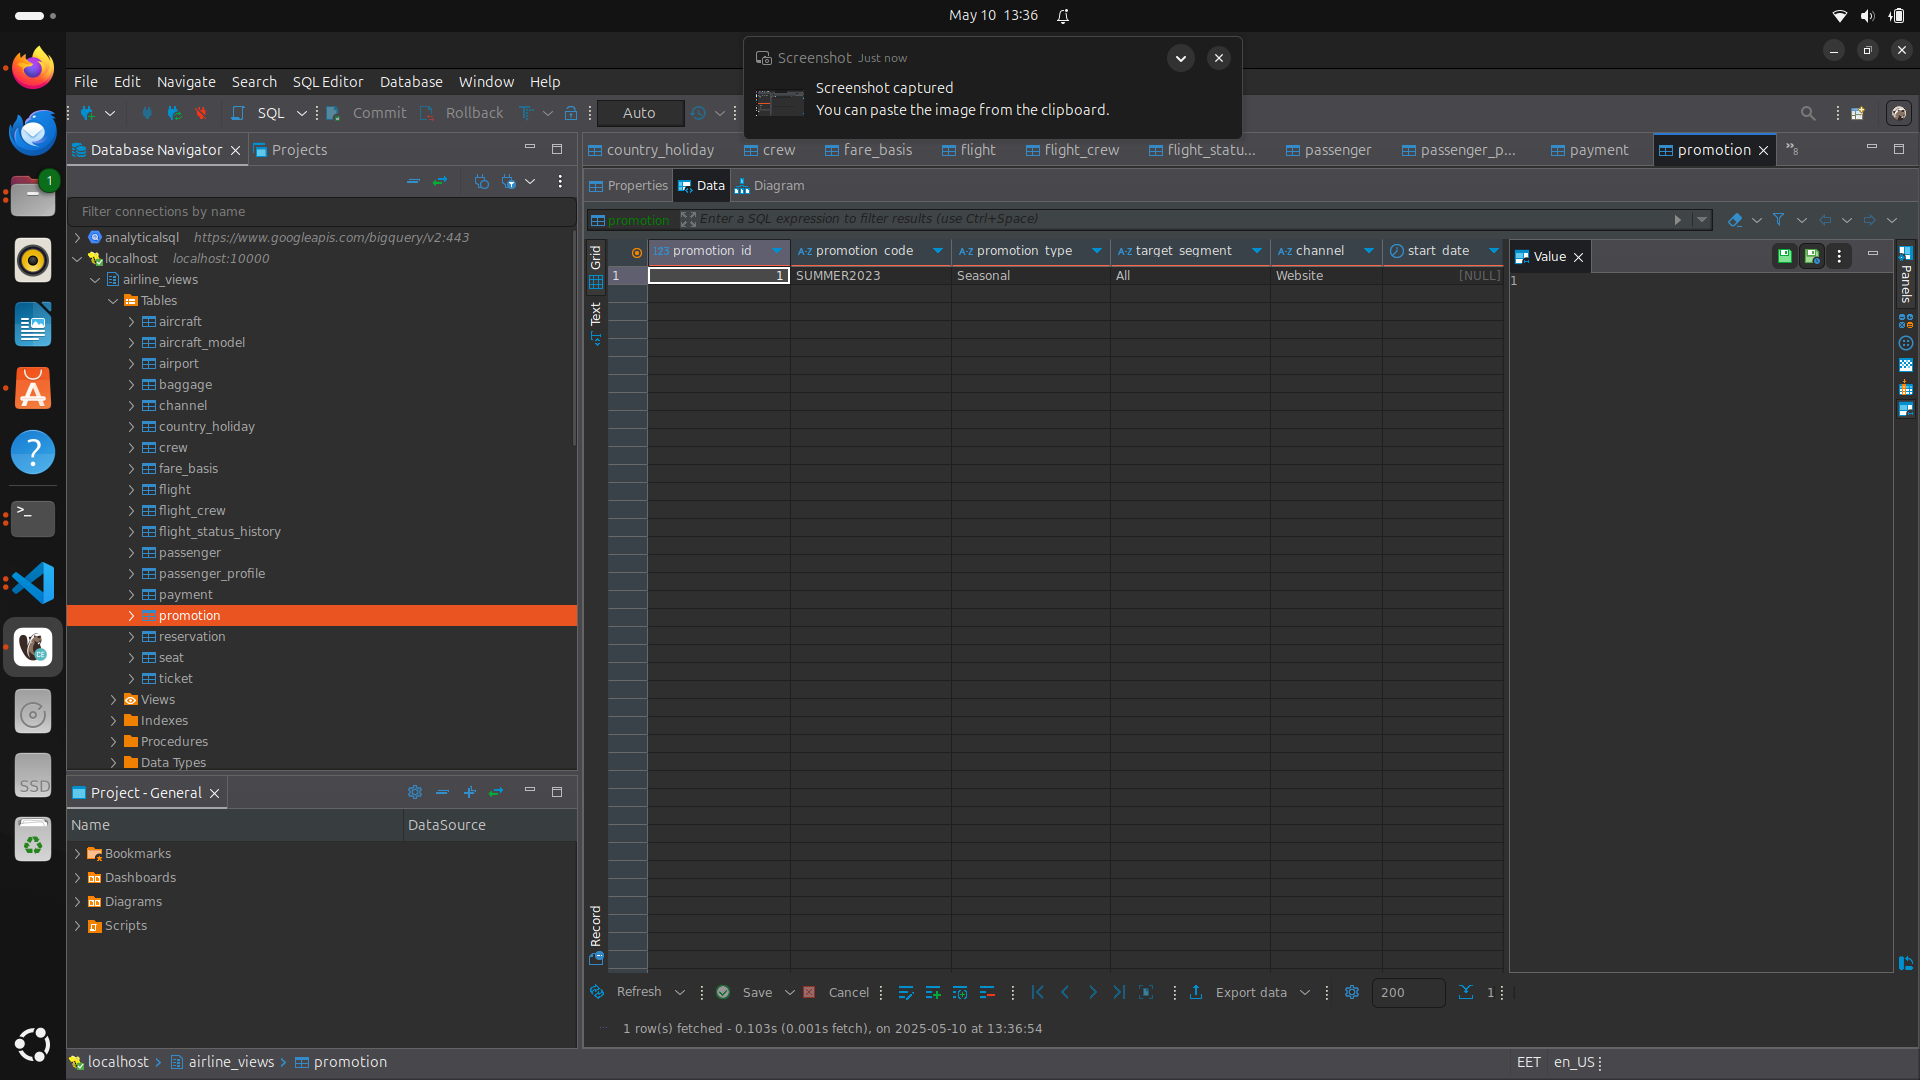 May 10 13:36
Screenshot Just now
Screenshot captured
You can paste the image from the clipboard.
File Edit Navigate Search SQL Editor Database Window Help
SQL Commit Rollback Auto
Database Navigator Projects
country_holiday crew fare_basis flight flight_crew flight_statu... passenger passenger_p... payment promotion »8
Properties Data Diagram
Filter connections by name
promotion Enter a SQL expression to filter results (use Ctrl+Space)
analyticalsql https://www.googleapis.com/bigquery/v2:443
localhost localhost:10000
airline_views
Tables
aircraft
aircraft_model
airport
baggage
channel
country_holiday
crew
fare_basis
flight
flight_crew
flight_status_history
passenger
passenger_profile
payment
promotion
reservation
seat
ticket
Views
Indexes
Procedures
Data Types
Grid
Text
Record
123 promotion_id A-Z promotion_code A-Z promotion_type A-Z target_segment A-Z channel start_date
1 1 SUMMER2023 Seasonal All Website [NULL]
Value
1
Panels
Project - General
Name DataSource
Bookmarks
Dashboards
Diagrams
Scripts
Refresh Save Cancel Export data 200 1
1 row(s) fetched - 0.103s (0.001s fetch), on 2025-05-10 at 13:36:54
localhost airline_views promotion
EET en_US
1
>_
?
CE
SSD